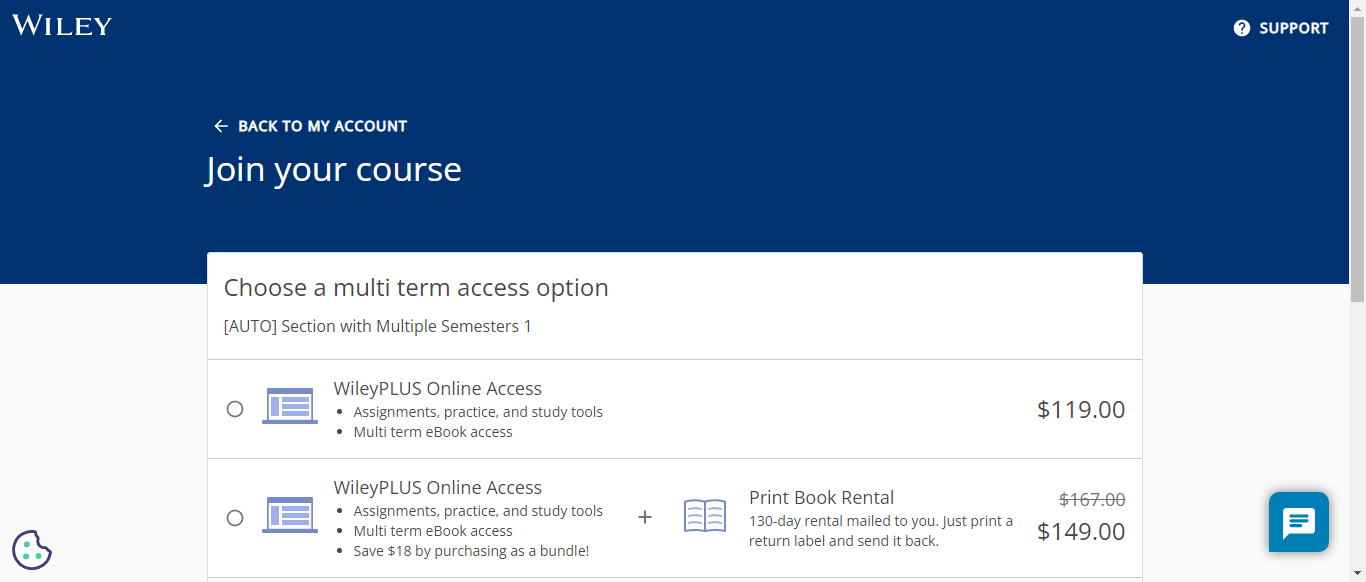 WILEY
SUPPORT
BACK TO MY ACCOUNT
Join your course
Choose a multi term access option
[AUTO] Section with Multiple Semesters 1
WileyPLUS Online Access
• Assignments, practice, and study tools
• Multi term eBook access
$119.00
WileyPLUS Online Access
• Assignments, practice, and study tools
• Multi term eBook access
• Save $18 by purchasing as a bundle!
+
Print Book Rental
130-day rental mailed to you. Just print a
return label and send it back.
$167.00
$149.00